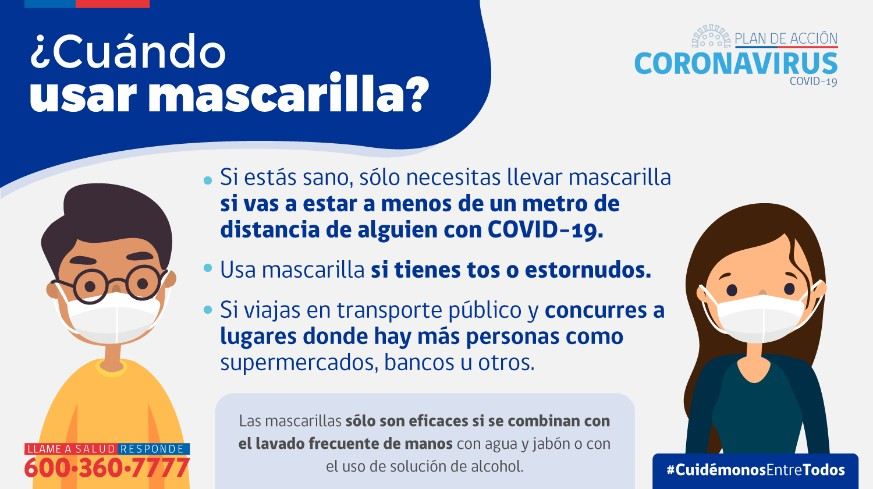 ¿Cuándo
usar mascarilla?
PLAN DE ACCIÓN
CORONAVIRUS
COVID-19
Si estás sano, sólo necesitas llevar mascarilla
si vas a estar a menos de un metro de
distancia de alguien con COVID-19.
Usa mascarilla si tienes tos o estornudos.
Si viajas en transporte público y concurres a
lugares donde hay más personas como
supermercados, bancos u otros.
Las mascarillas sólo son eficaces si se combinan con
el lavado frecuente de manos con agua y jabón o con
el uso de solución de alcohol.
LLAME A SALUD RESPONDE
600·360·7777
#CuidémonosEntreTodos